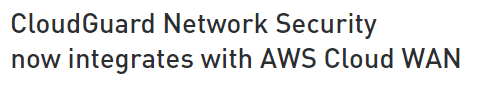 CloudGuard Network Security
now integrates with AWS Cloud WAN